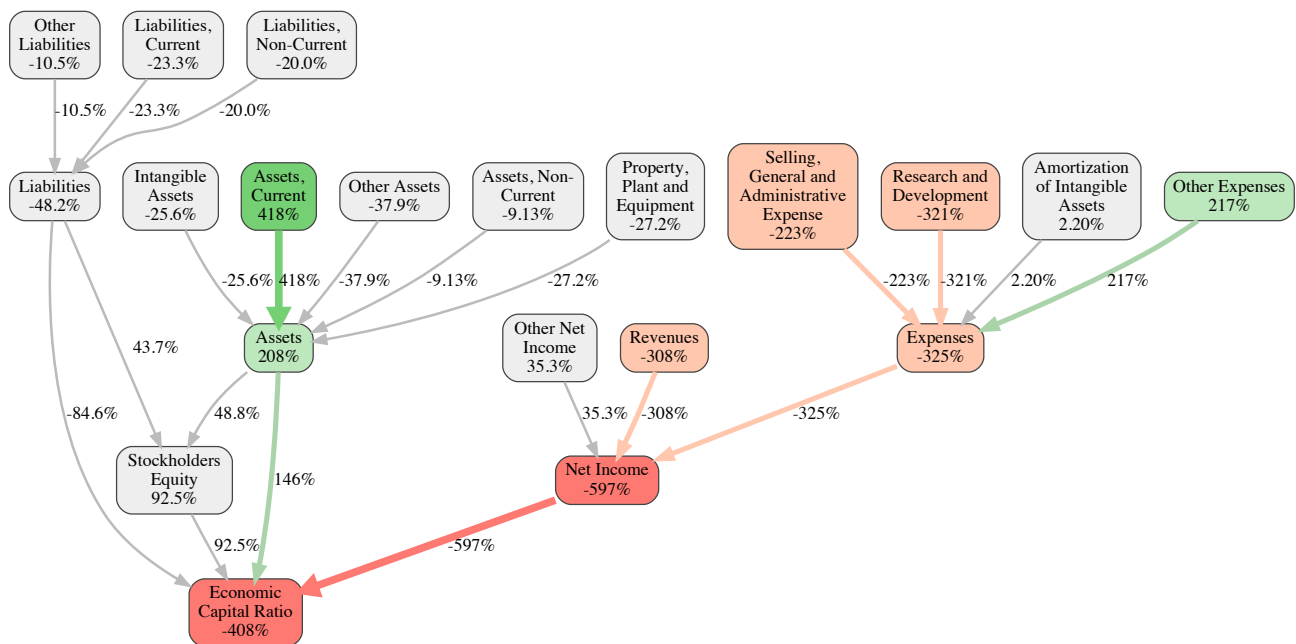 Other
Liabilities
-10.5%
Liabilities,
Current
-23.3%
Liabilities,
Non-Current
-20.0%
-10.5%
-23.3%
-20.0%
Liabilities
-48.2%
Intangible
Assets
-25.6%
Assets,
Current
418%
Other Assets
-37.9%
Assets, Non-
Current
-9.13%
Property,
Plant and
Equipment
-27.2%
Selling,
General and
Administrative
Expense
-223%
Research and
Development
-321%
Amortization
of Intangible
Assets
2.20%
Other Expenses
217%
-25.6%
418%
-37.9%
-9.13%
-27.2%
-223%
-321%
2.20%
217%
Assets
208%
Other Net
Income
35.3%
Revenues
-308%
Expenses
-325%
43.7%
-84.6%
48.8%
35.3%
-308%
-325%
Stockholders
Equity
92.5%
146%
Net Income
-597%
92.5%
-597%
Economic
Capital Ratio
-408%